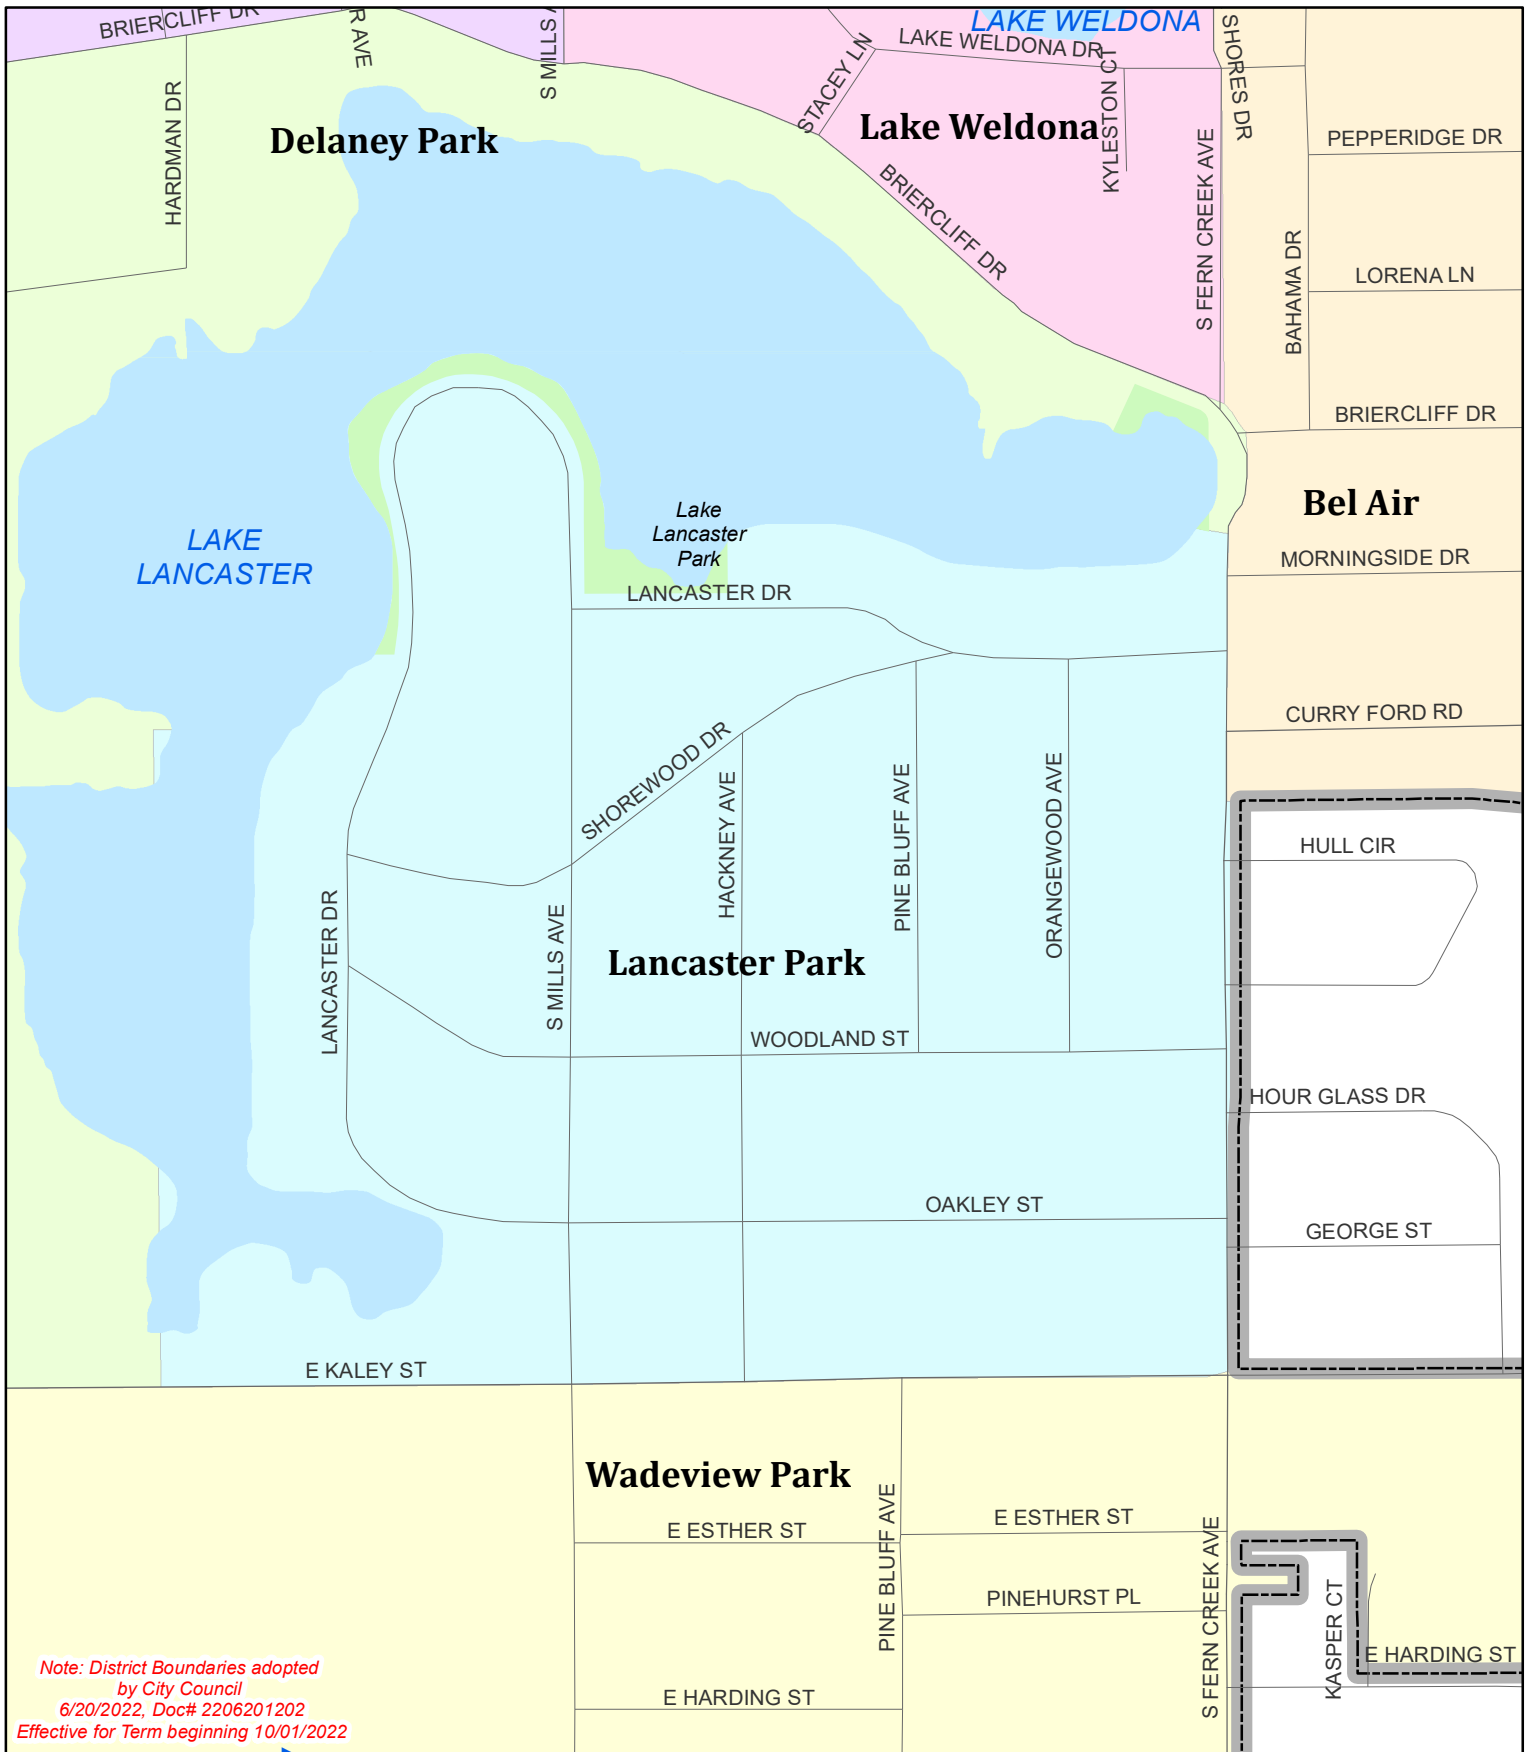 BRIERCLIFF DR
R AVE
S MILLS
LAKE WELDONA
LAKE WELDONA DR
SHORES DR
STACEY LN
KYLESTON CT
HARDMAN DR
Delaney Park
Lake Weldona
PEPPERIDGE DR
BRIERCLIFF DR
S FERN CREEK AVE
BAHAMA DR
LORENA LN
BRIERCLIFF DR
Bel Air
LAKE
LANCASTER
Lake
Lancaster
Park
MORNINGSIDE DR
LANCASTER DR
CURRY FORD RD
SHOREWOOD DR
HACKNEY AVE
PINE BLUFF AVE
ORANGEWOOD AVE
HULL CIR
LANCASTER DR
S MILLS AVE
Lancaster Park
WOODLAND ST
HOUR GLASS DR
OAKLEY ST
GEORGE ST
E KALEY ST
Wadeview Park
E ESTHER ST
E ESTHER ST
PINE BLUFF AVE
PINEHURST PL
S FERN CREEK AVE
KASPER CT
E HARDING ST
E HARDING ST
Note: District Boundaries adopted
by City Council
6/20/2022, Doc# 2206201202
Effective for Term beginning 10/01/2022